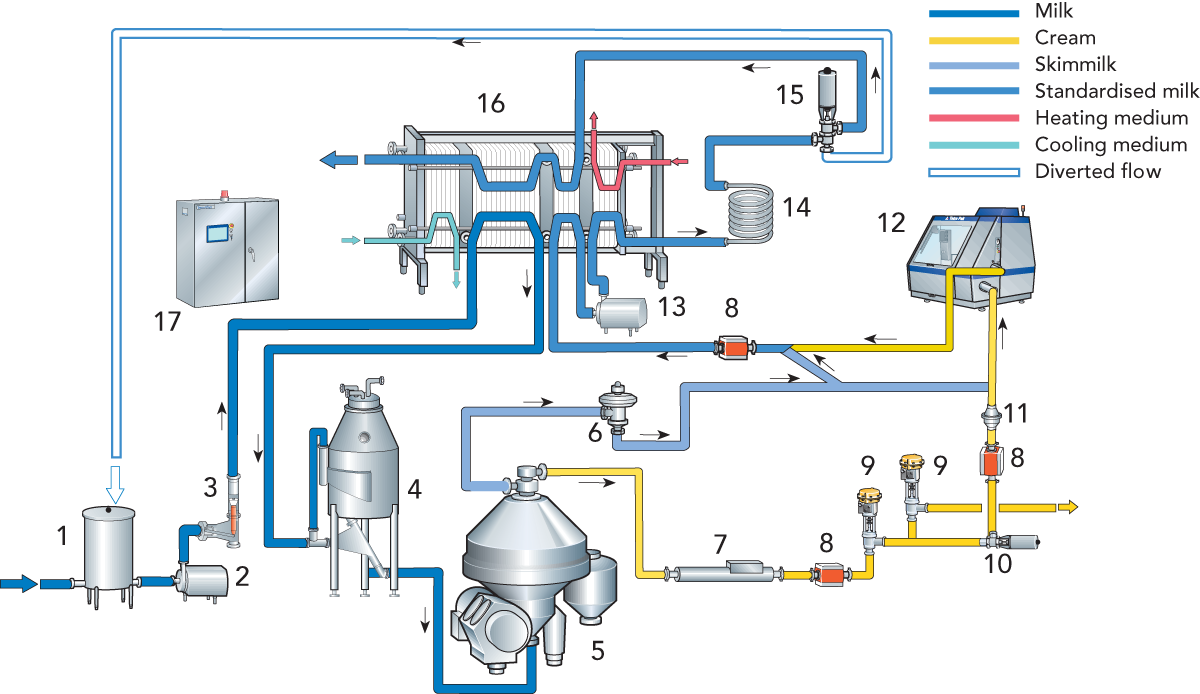 Milk
Cream
Skimmilk
Standardised milk
Heating medium
Cooling medium
Diverted flow
16
15
14
12
17
13
8
11
6
9
9
8
3
4
1
7
8
10
2
5